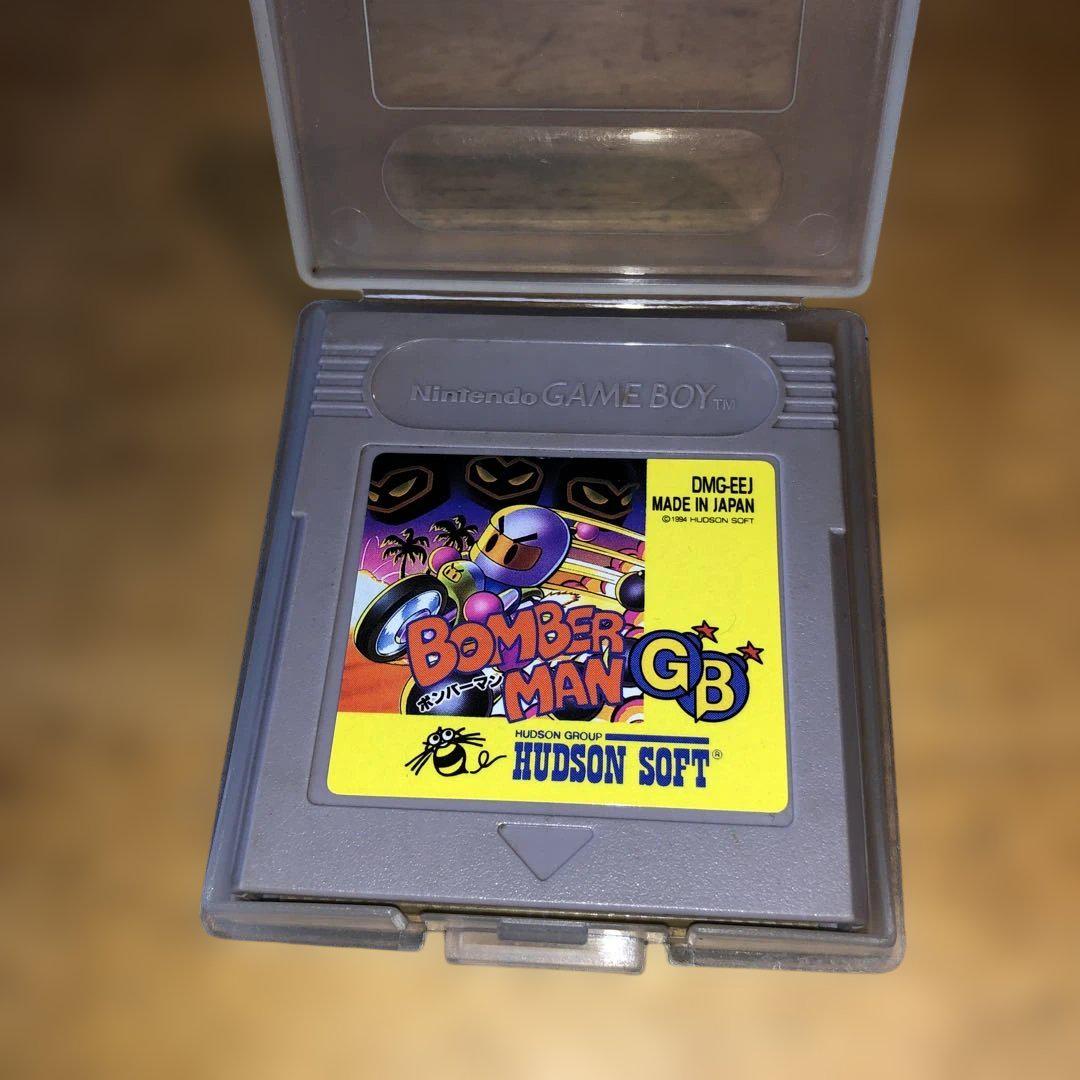 Nintendo GAME BOY TM
DMG-EEJ
MADE IN JAPAN
©1994 HUDSON SOFT
BOMBER
MAN
ボンバーマン
GB
HUDSON GROUP
HUDSON SOFT®